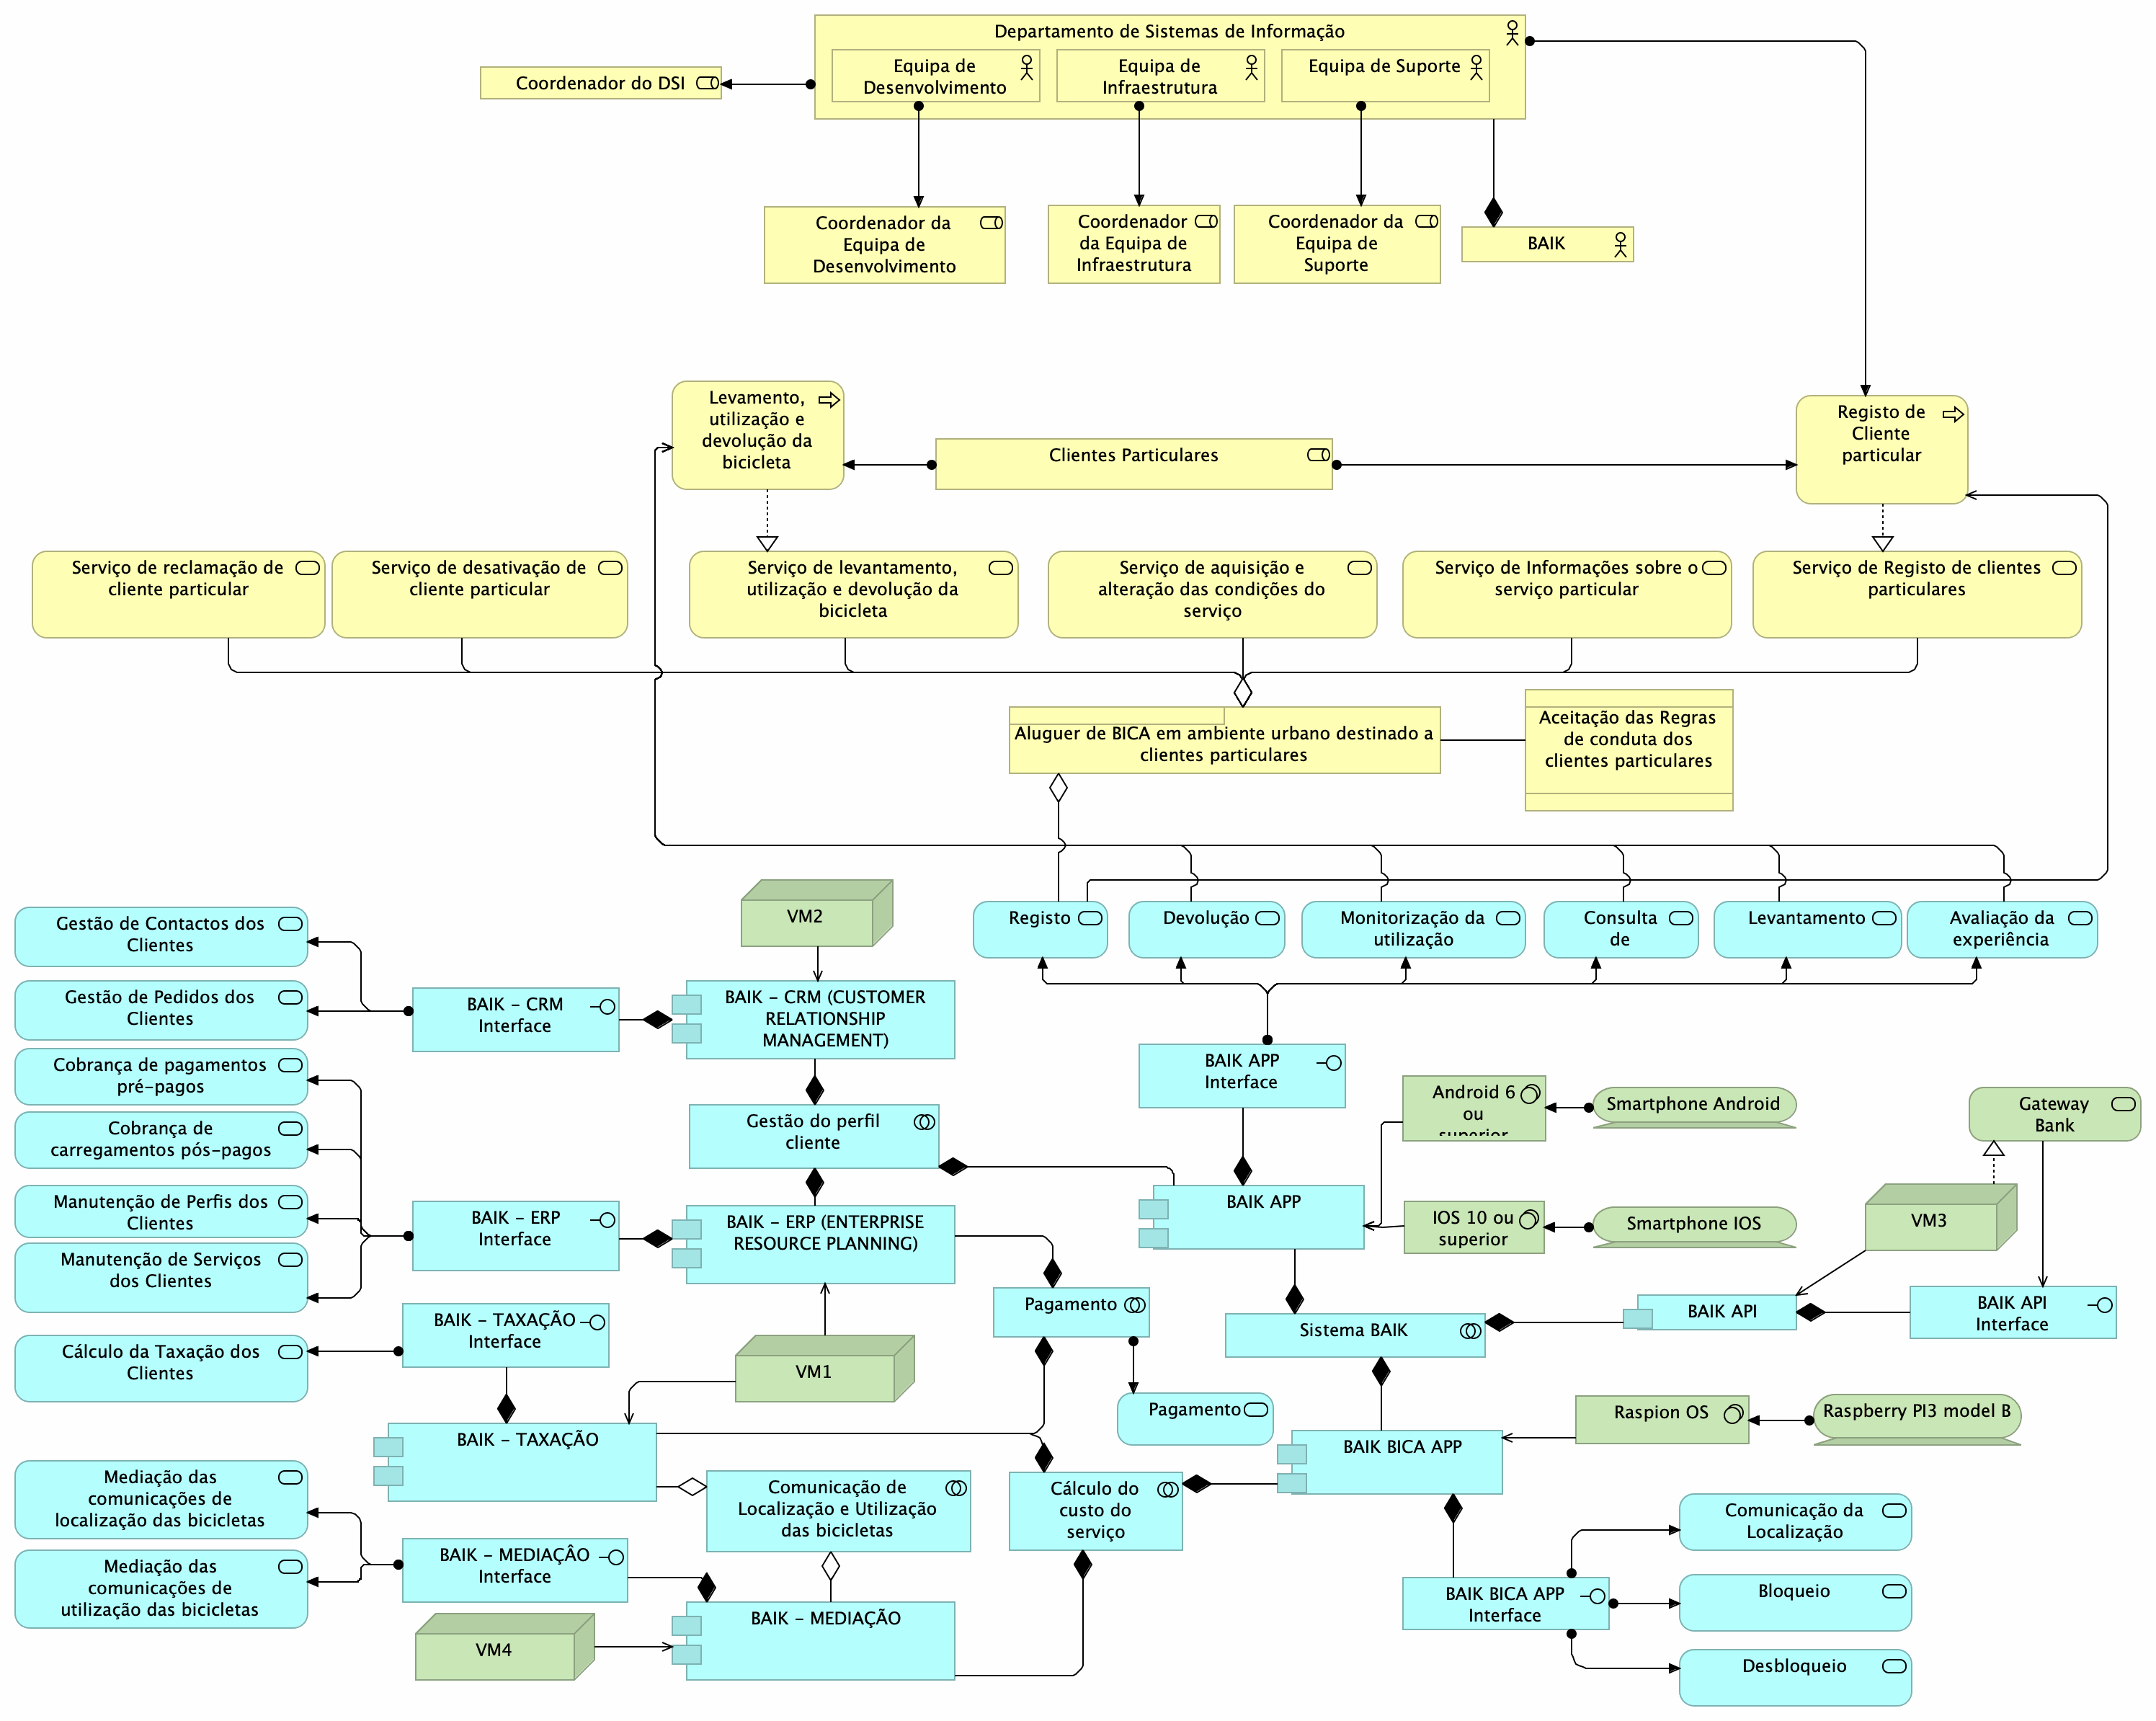 Departamento de Sistemas de Informação
Equipa de
Desenvolvimento
Equipa de
Infraestrutura
Equipa de Suporte
Coordenador do DSI
Coordenador da
Equipa de
Desenvolvimento
Coordenador
da Equipa de
Infraestrutura
Coordenador da
Equipa de
Suporte
BAIK
Levamento,
utilização e
devolução da
bicicleta
Clientes Particulares
Registo de
Cliente
particular
Serviço de reclamação de
cliente particular
Serviço de desativação de
cliente particular
Serviço de levantamento,
utilização e devolução da
bicicleta
Serviço de aquisição e
alteração das condições do
serviço
Serviço de Informações sobre o
serviço particular
Serviço de Registo de clientes
particulares
Aluguer de BICA em ambiente urbano destinado a
clientes particulares
Aceitação das Regras
de conduta dos
clientes particulares
Registo
Devolução
Monitorização da
utilização
Consulta
de
Levantamento
Avaliação da
experiência
Gestão de Contactos dos
Clientes
VM2
Gestão de Pedidos dos
Clientes
BAIK - CRM
Interface
BAIK - CRM (CUSTOMER
RELATIONSHIP
MANAGEMENT)
BAIK APP
Interface
Cobrança de pagamentos
pré-pagos
Android 6
ou
superior
Smartphone Android
Gateway
Bank
Cobrança de
carregamentos pós-pagos
Gestão do perfil
cliente
Manutenção de Perfis dos
Clientes
BAIK - ERP
Interface
BAIK - ERP (ENTERPRISE
RESOURCE PLANNING)
BAIK APP
IOS 10 ou
superior
Smartphone IOS
VM3
Manutenção de Serviços
dos Clientes
BAIK - TAXAÇÃO
Interface
Pagamento
Sistema BAIK
BAIK API
BAIK API
Interface
Cálculo da Taxação dos
Clientes
VM1
Pagamento
Raspion OS
Raspberry PI3 model B
BAIK - TAXAÇÃO
BAIK BICA APP
Mediação das
comunicações de
localização das bicicletas
Comunicação de
Localização e Utilização
das bicicletas
Cálculo do
custo do
serviço
Comunicação da
Localização
BAIK - MEDIAÇÂO
Interface
Mediação das
comunicações de
utilização das bicicletas
BAIK BICA APP
Interface
Bloqueio
BAIK - MEDIAÇÃO
VM4
Desbloqueio